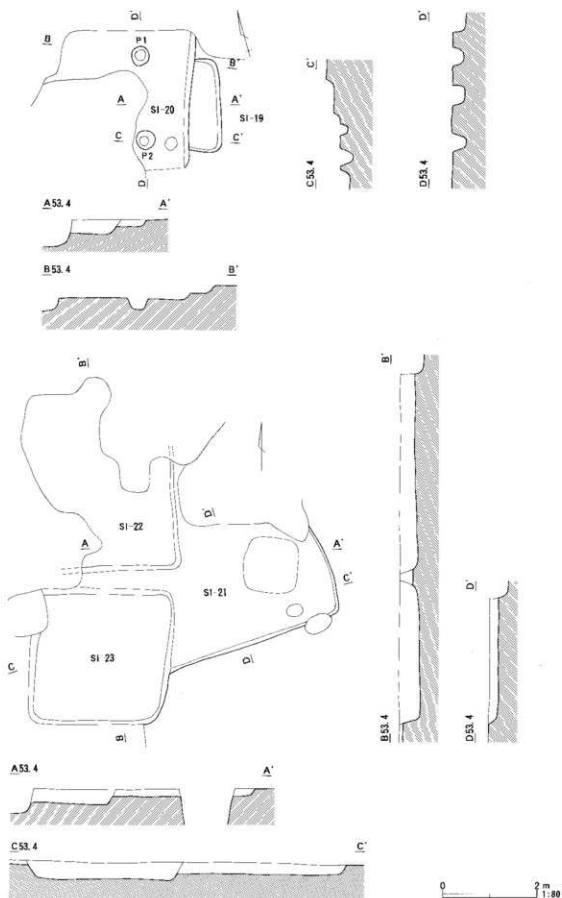 D'
B
P1
B'
A
SI-20
A'
SI-19
C
C'
P2
D
C'
C53.4
D'
D53.4
A53.4
A'
B53.4
B'
B'
SI-22
D'
A
A'
C'
SI-21
SI-23
C
D
B
B'
B53.4
D'
D53.4
A53.4
A'
C53.4
C'
0
2m
1:80